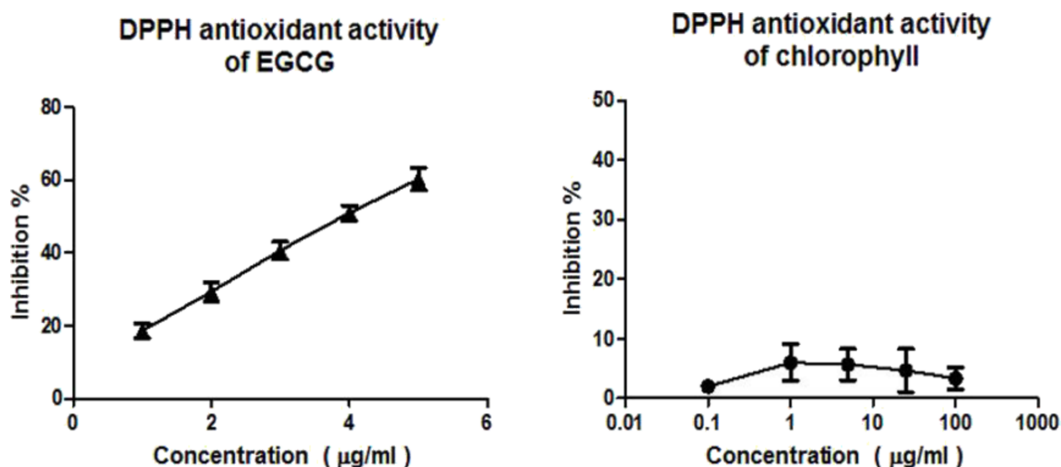 DPPH antioxidant activity
of EGCG
80
60
40
20
0
Inhibition %
0 2 4 6
Concentration ( μg/ml )
DPPH antioxidant activity
of chlorophyll
50
40
30
20
10
0
Inhibition %
0.01 0.1 1 10 100 1000
Concentration ( μg/ml )